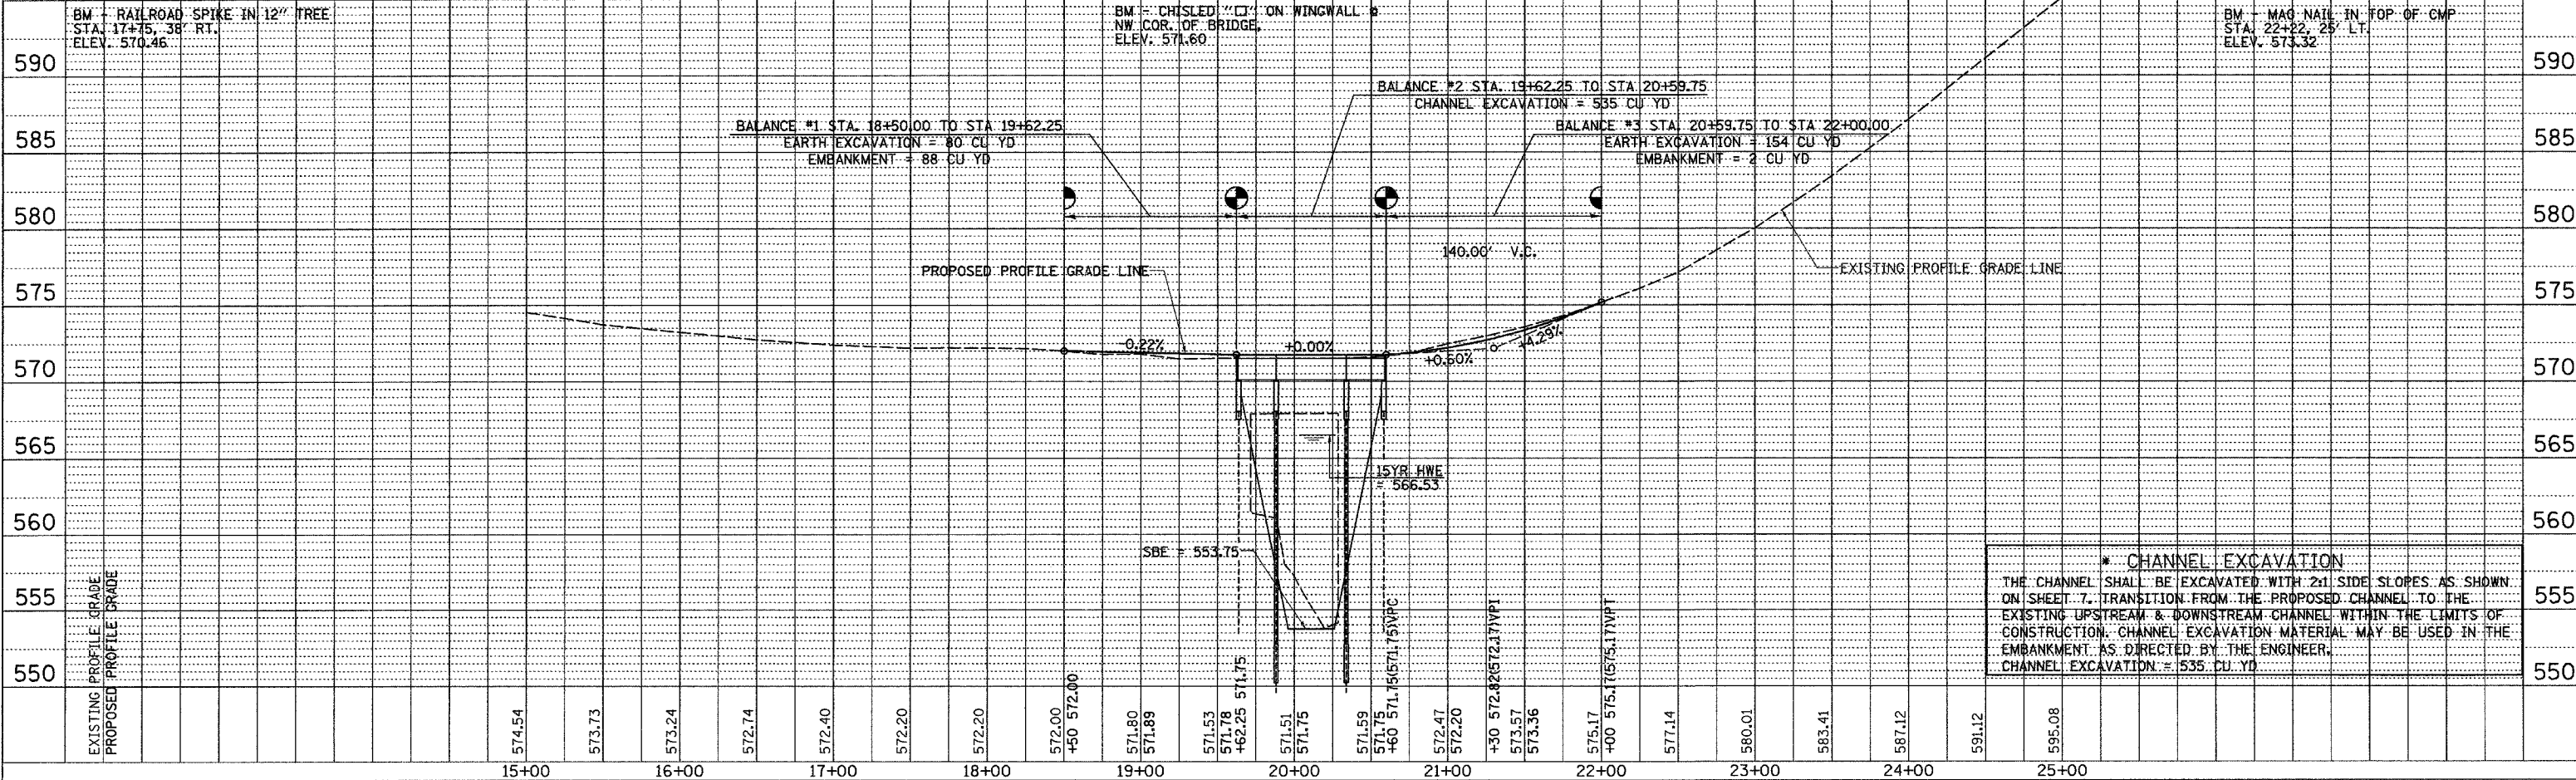 BM - RAILROAD SPIKE IN 12" TREE
STA. 17+75, 38' RT.
ELEV. 570.46
BM - CHISLED "□" ON WINGWALL @
NW COR. OF BRIDGE,
ELEV. 571.60
BM - MAG NAIL IN TOP OF CMP
STA. 22+22, 25' LT.
ELEV. 573.32
590
590
BALANCE #2 STA. 19+62.25 TO STA 20+59.75
CHANNEL EXCAVATION = 535 CU YD
BALANCE #1 STA. 18+50.00 TO STA 19+62.25
EARTH EXCAVATION = 80 CU YD
EMBANKMENT = 88 CU YD
BALANCE #3 STA. 20+59.75 TO STA 22+00.00
EARTH EXCAVATION = 154 CU YD
EMBANKMENT = 2 CU YD
585
585
580
580
140.00' V.C.
PROPOSED PROFILE GRADE LINE
EXISTING PROFILE GRADE LINE
575
575
-0.22%
+0.00%
+0.60%
+4.29%
570
570
565
565
15YR HWE
= 566.53
560
560
SBE = 553.75
555
555
550
550
* CHANNEL EXCAVATION
THE CHANNEL SHALL BE EXCAVATED WITH 2:1 SIDE SLOPES AS SHOWN
ON SHEET 7. TRANSITION FROM THE PROPOSED CHANNEL TO THE
EXISTING UPSTREAM & DOWNSTREAM CHANNEL WITHIN THE LIMITS OF
CONSTRUCTION. CHANNEL EXCAVATION MATERIAL MAY BE USED IN THE
EMBANKMENT AS DIRECTED BY THE ENGINEER.
CHANNEL EXCAVATION = 535 CU YD
EXISTING PROFILE GRADE
PROPOSED PROFILE GRADE
574.54
573.73
573.24
572.74
572.40
572.20
572.20
572.00
+50 572.00
571.80
571.89
571.53
571.78
+62.25 571.75
571.51
571.75
571.59
571.75
+60 571.75(571.75)VPC
572.47
572.20
+30 572.82(572.17)VPI
573.57
573.36
575.17
+00 575.17(575.17)VPT
577.14
580.01
583.41
587.12
591.12
595.08
15+00
16+00
17+00
18+00
19+00
20+00
21+00
22+00
23+00
24+00
25+00